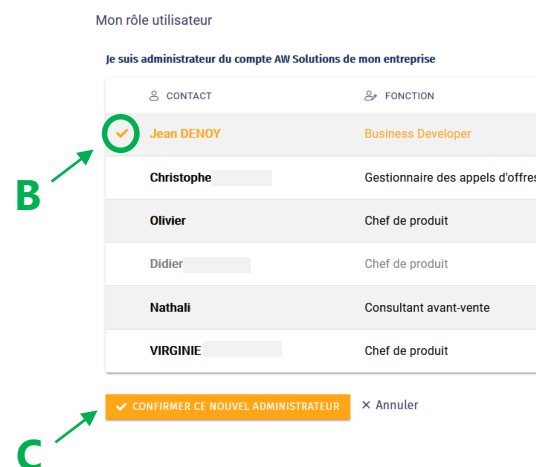 Mon rôle utilisateur
Je suis administrateur du compte AW Solutions de mon entreprise
CONTACT FONCTION
Jean DENOY Business Developer
B
Christophe Gestionnaire des appels d'offres
Olivier Chef de produit
Didier Chef de produit
Nathali Consultant avant-vente
VIRGINIE Chef de produit
CONFIRMER CE NOUVEL ADMINISTRATEUR × Annuler
C